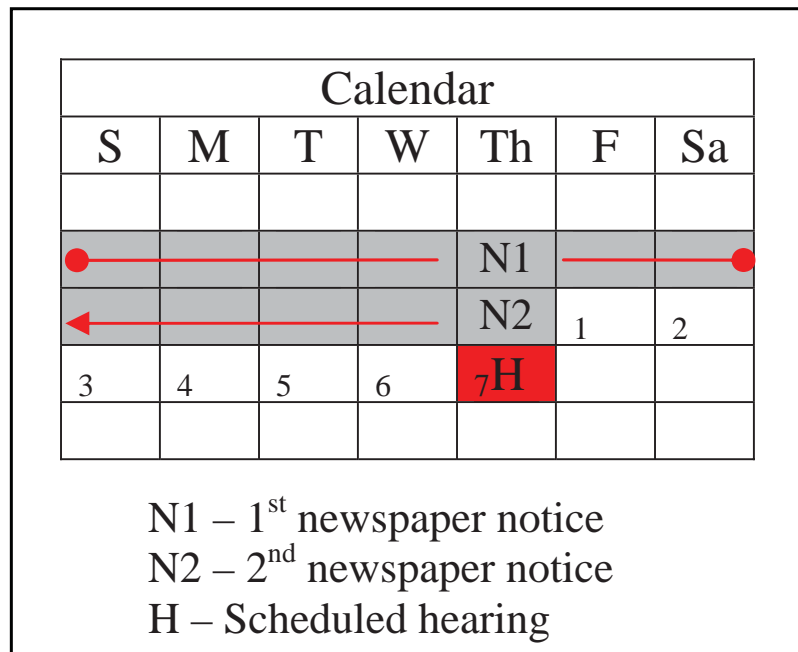 Calendar
S M T W Th F Sa
N1
N2 1 2
3 4 5 6 7H
N1 – 1st newspaper notice
N2 – 2nd newspaper notice
H – Scheduled hearing